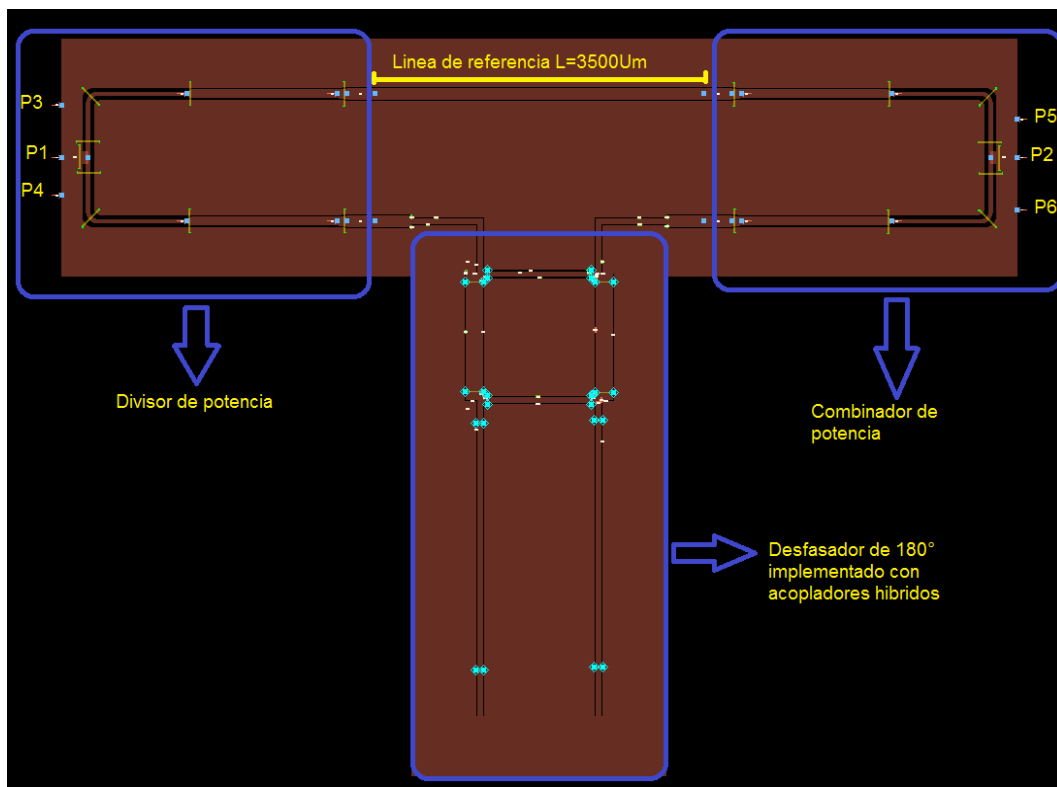 Linea de referencia L=3500Um
P3
P1
P4
P5
P2
P6
Divisor de potencia
Combinador de
potencia
Desfasador de 180°
implementado con
acopladores hibridos